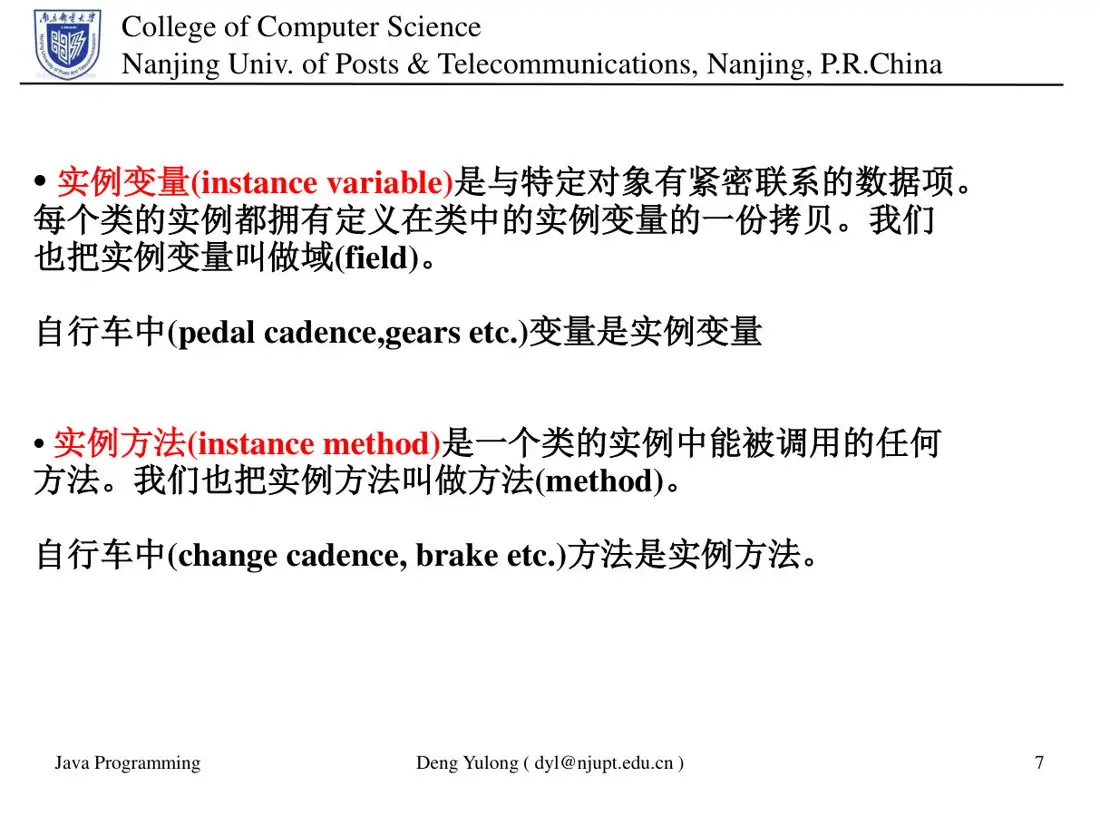 College of Computer Science
Nanjing Univ. of Posts & Telecommunications, Nanjing, P.R.China
• 实例变量(instance variable)是与特定对象有紧密联系的数据项。
每个类的实例都拥有定义在类中的实例变量的一份拷贝。我们
也把实例变量叫做域(field)。
自行车中(pedal cadence,gears etc.)变量是实例变量
• 实例方法(instance method)是一个类的实例中能被调用的任何
方法。我们也把实例方法叫做方法(method)。
自行车中(change cadence, brake etc.)方法是实例方法。
Java Programming
Deng Yulong ( dyl@njupt.edu.cn )
7